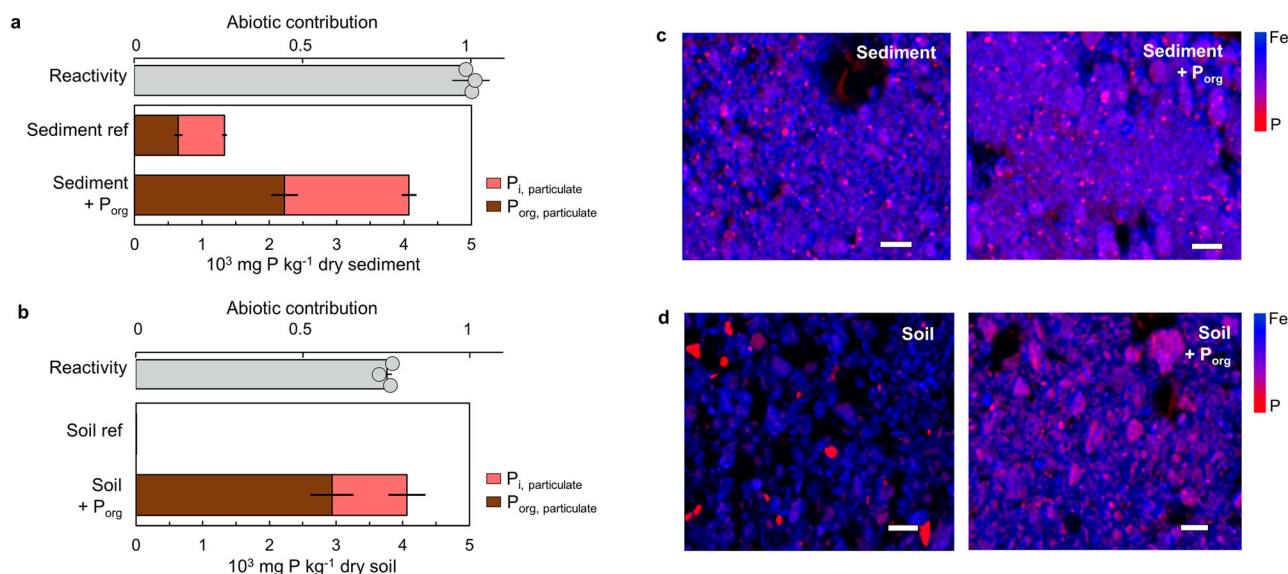 a
Abiotic contribution
0 0.5 1
Reactivity
Sediment ref
Sediment
+ Porg
Pi, particulate
Porg, particulate
0 1 2 3 4 5
10³ mg P kg⁻¹ dry sediment
b
Abiotic contribution
0 0.5 1
Reactivity
Soil ref
Soil
+ Porg
Pi, particulate
Porg, particulate
0 1 2 3 4 5
10³ mg P kg⁻¹ dry soil
c
Sediment
Sediment
+ Porg
Fe
P
d
Soil
Soil
+ Porg
Fe
P